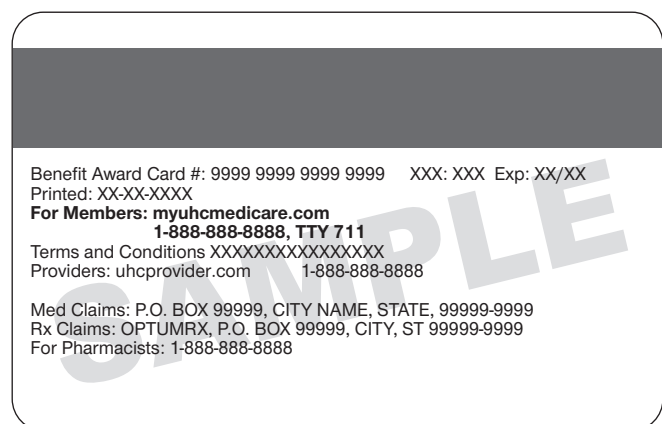 Benefit Award Card #: 9999 9999 9999 9999 XXX: XXX Exp: XX/XX
Printed: XX-XX-XXXX
For Members: myuhcmedicare.com
1-888-888-8888, TTY 711
Terms and Conditions XXXXXXXXXXXXXXXX
Providers: uhcprovider.com 1-888-888-8888
Med Claims: P.O. BOX 99999, CITY NAME, STATE, 99999-9999
Rx Claims: OPTUMRX, P.O. BOX 99999, CITY, ST 99999-9999
For Pharmacists: 1-888-888-8888
SAMPLE